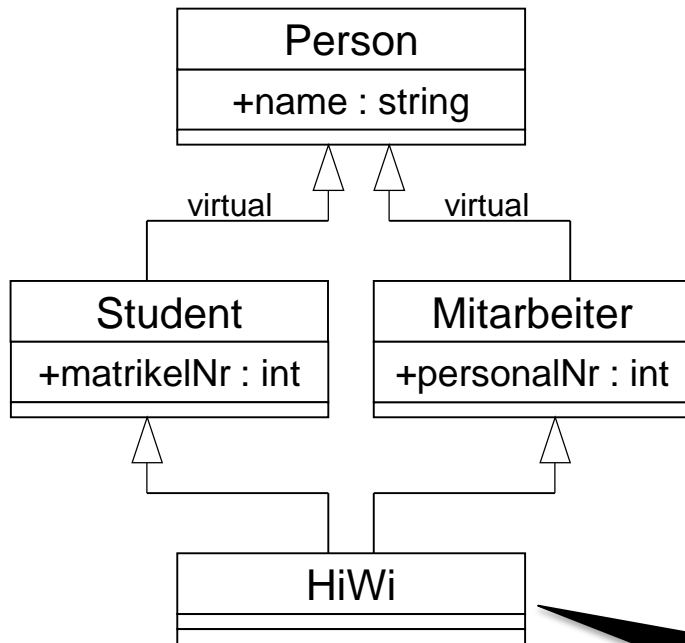 Person
+name : string
virtual
virtual
Student
Mitarbeiter
+matrikelNr : int
+personalNr : int
HiWi